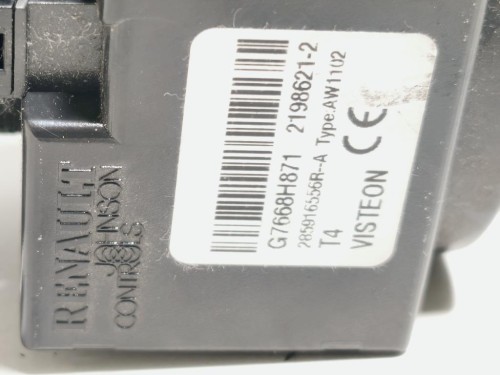 G7668H871 2198621-2
285916556R--A Type.AW1102
T4
VISTEON CE
RENAULT
JOHNSON
CONTROLS